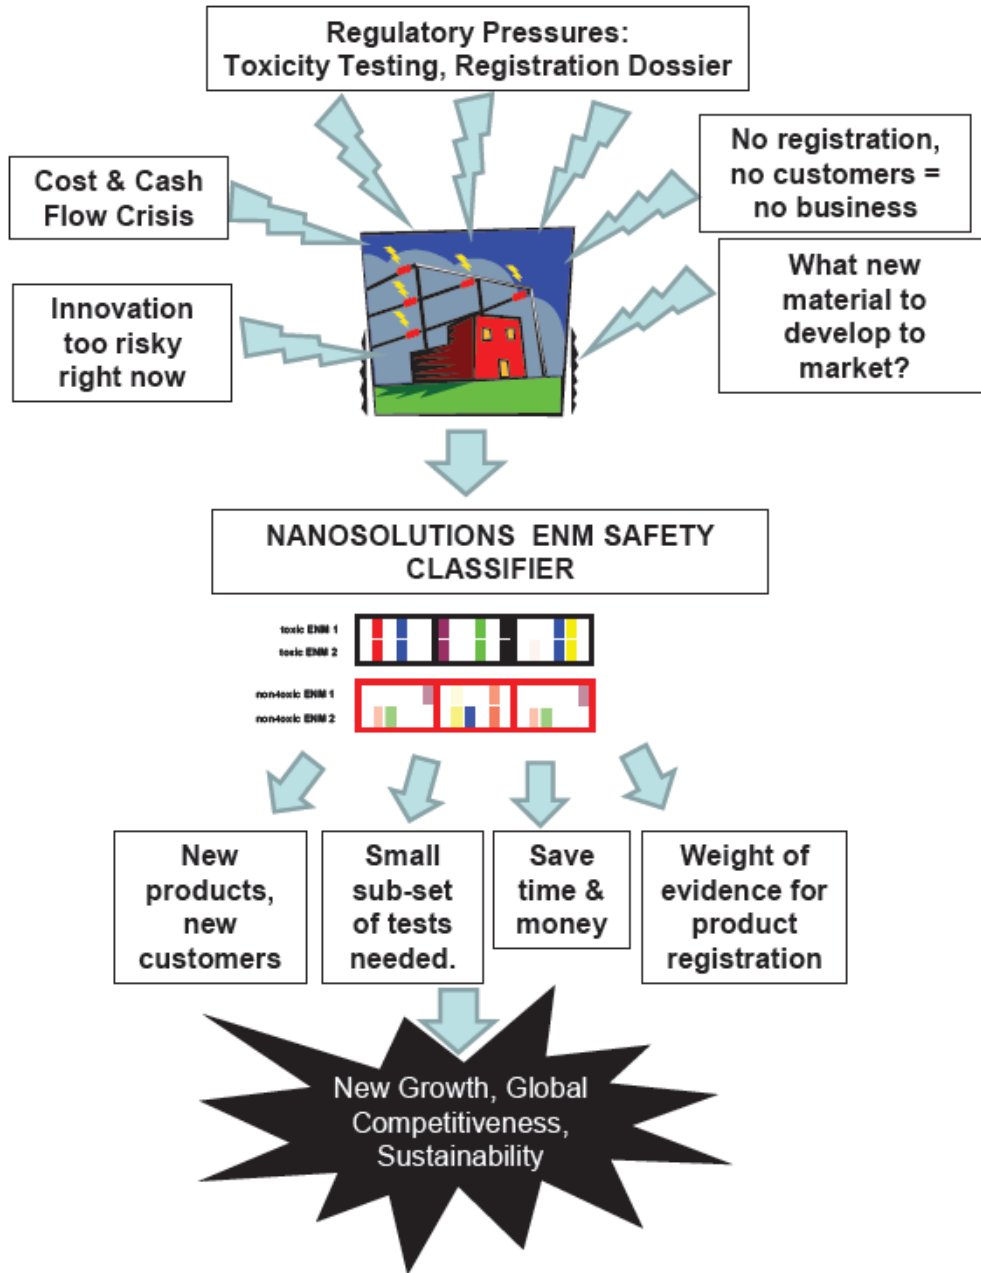 Regulatory Pressures:
Toxicity Testing, Registration Dossier
Cost & Cash
Flow Crisis
No registration,
no customers =
no business
Innovation
too risky
right now
What new
material to
develop to
market?
NANOSOLUTIONS ENM SAFETY
CLASSIFIER
toxic ENM 1
toxic ENM 2
non-toxic ENM 1
non-toxic ENM 2
New
products,
new
customers
Small
sub-set
of tests
needed.
Save
time &
money
Weight of
evidence for
product
registration
New Growth, Global
Competitiveness,
Sustainability